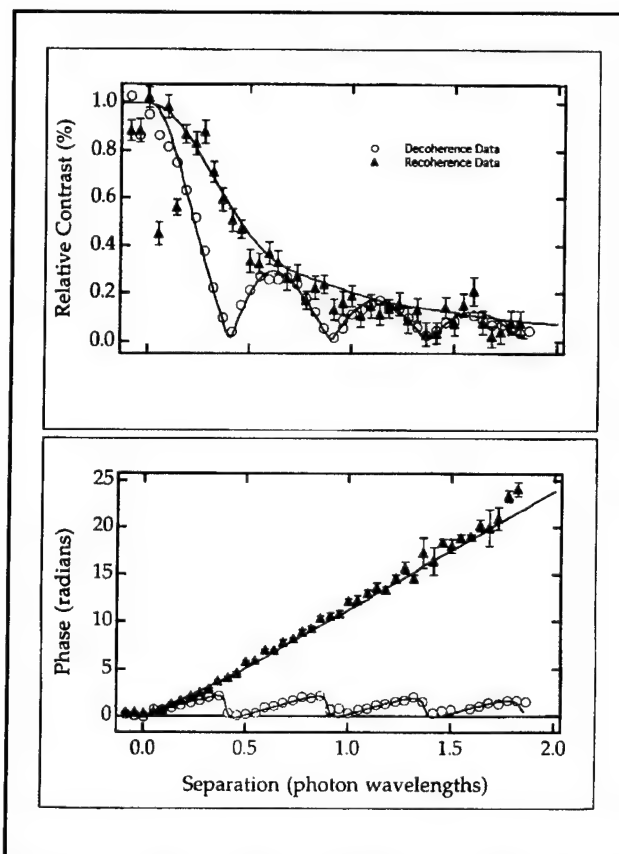 1.0
0.8
0.6
0.4
0.2
0.0
Relative Contrast (%)
Decoherence Data
Recoherence Data
25
20
15
10
5
0
Phase (radians)
0.0 0.5 1.0 1.5 2.0
Separation (photon wavelengths)